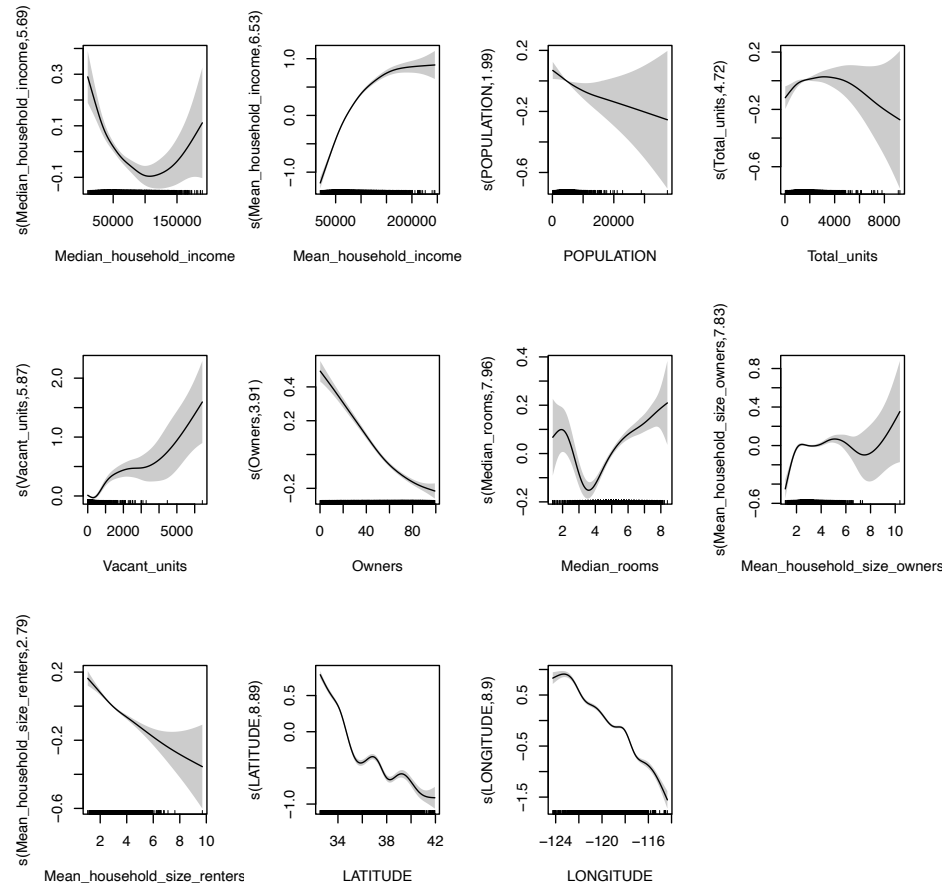 s(Median_household_income,5.69)
−0.1 0.1 0.3
50000 150000
Median_household_income
s(Mean_household_income,6.53)
−1.0 0.0 1.0
50000 200000
Mean_household_income
s(POPULATION,1.99)
−0.6 −0.2 0.2
0 20000
POPULATION
s(Total_units,4.72)
−0.6 −0.2 0.2
0 4000 8000
Total_units
s(Vacant_units,5.87)
0.0 1.0 2.0
0 2000 5000
Vacant_units
s(Owners,3.91)
−0.2 0.2 0.4
0 40 80
Owners
s(Median_rooms,7.96)
−0.2 0.0 0.2 0.4
2 4 6 8
Median_rooms
s(Mean_household_size_owners,7.83)
−0.6 0.0 0.4 0.8
2 4 6 8 10
Mean_household_size_owners
s(Mean_household_size_renters,2.79)
−0.6 −0.2 0.2
2 4 6 8 10
Mean_household_size_renters
s(LATITUDE,8.89)
−1.0 0.0 0.5
34 38 42
LATITUDE
s(LONGITUDE,8.9)
−1.5 −0.5 0.5
−124 −120 −116
LONGITUDE